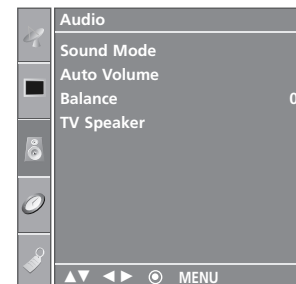 Audio
Sound Mode
Auto Volume
Balance 0
TV Speaker
▲▼ ◄► ◉ MENU